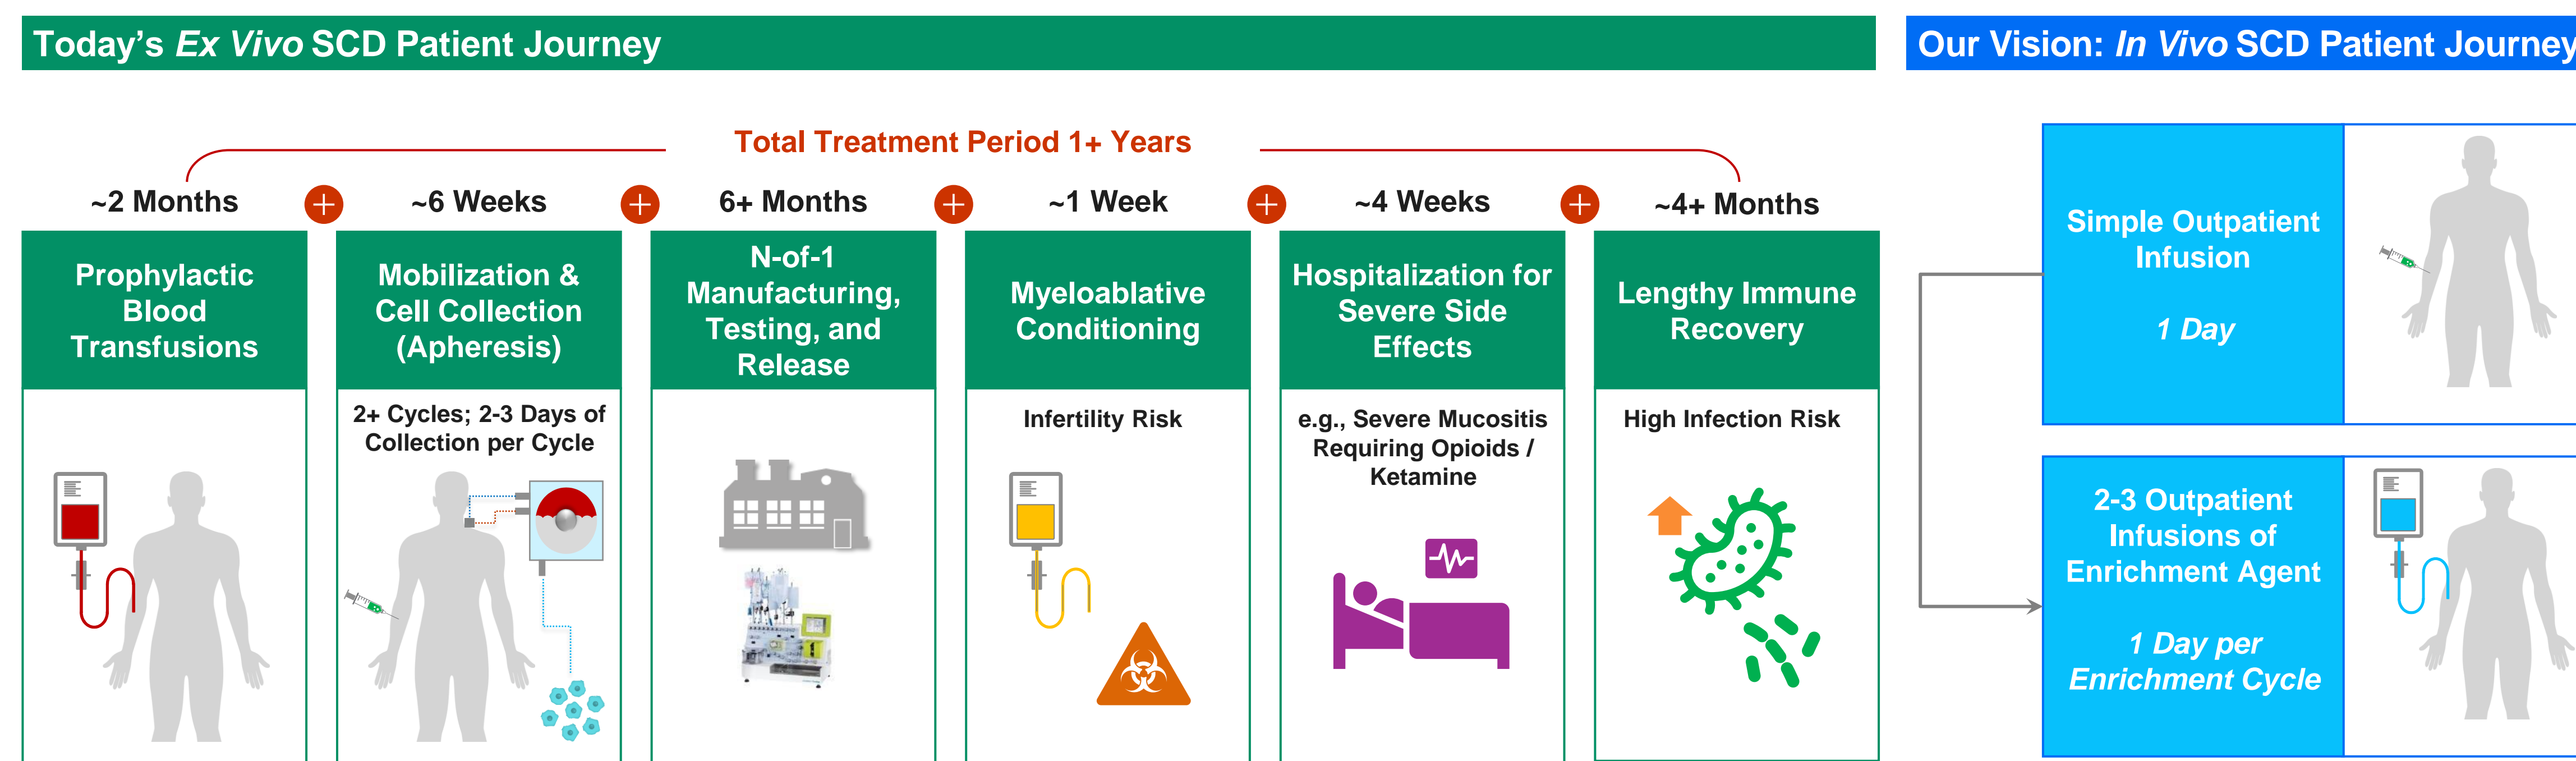 Today’s Ex Vivo SCD Patient Journey
Total Treatment Period 1+ Years
~2 Months
Prophylactic
Blood
Transfusions
~6 Weeks
Mobilization &
Cell Collection
(Apheresis)
2+ Cycles; 2-3 Days of
Collection per Cycle
6+ Months
N-of-1
Manufacturing,
Testing, and
Release
~1 Week
Myeloablative
Conditioning
Infertility Risk
~4 Weeks
Hospitalization for
Severe Side
Effects
e.g., Severe Mucositis
Requiring Opioids /
Ketamine
~4+ Months
Lengthy Immune
Recovery
High Infection Risk
Our Vision: In Vivo SCD Patient Journey
Simple Outpatient
Infusion
1 Day
2-3 Outpatient
Infusions of
Enrichment Agent
1 Day per
Enrichment Cycle